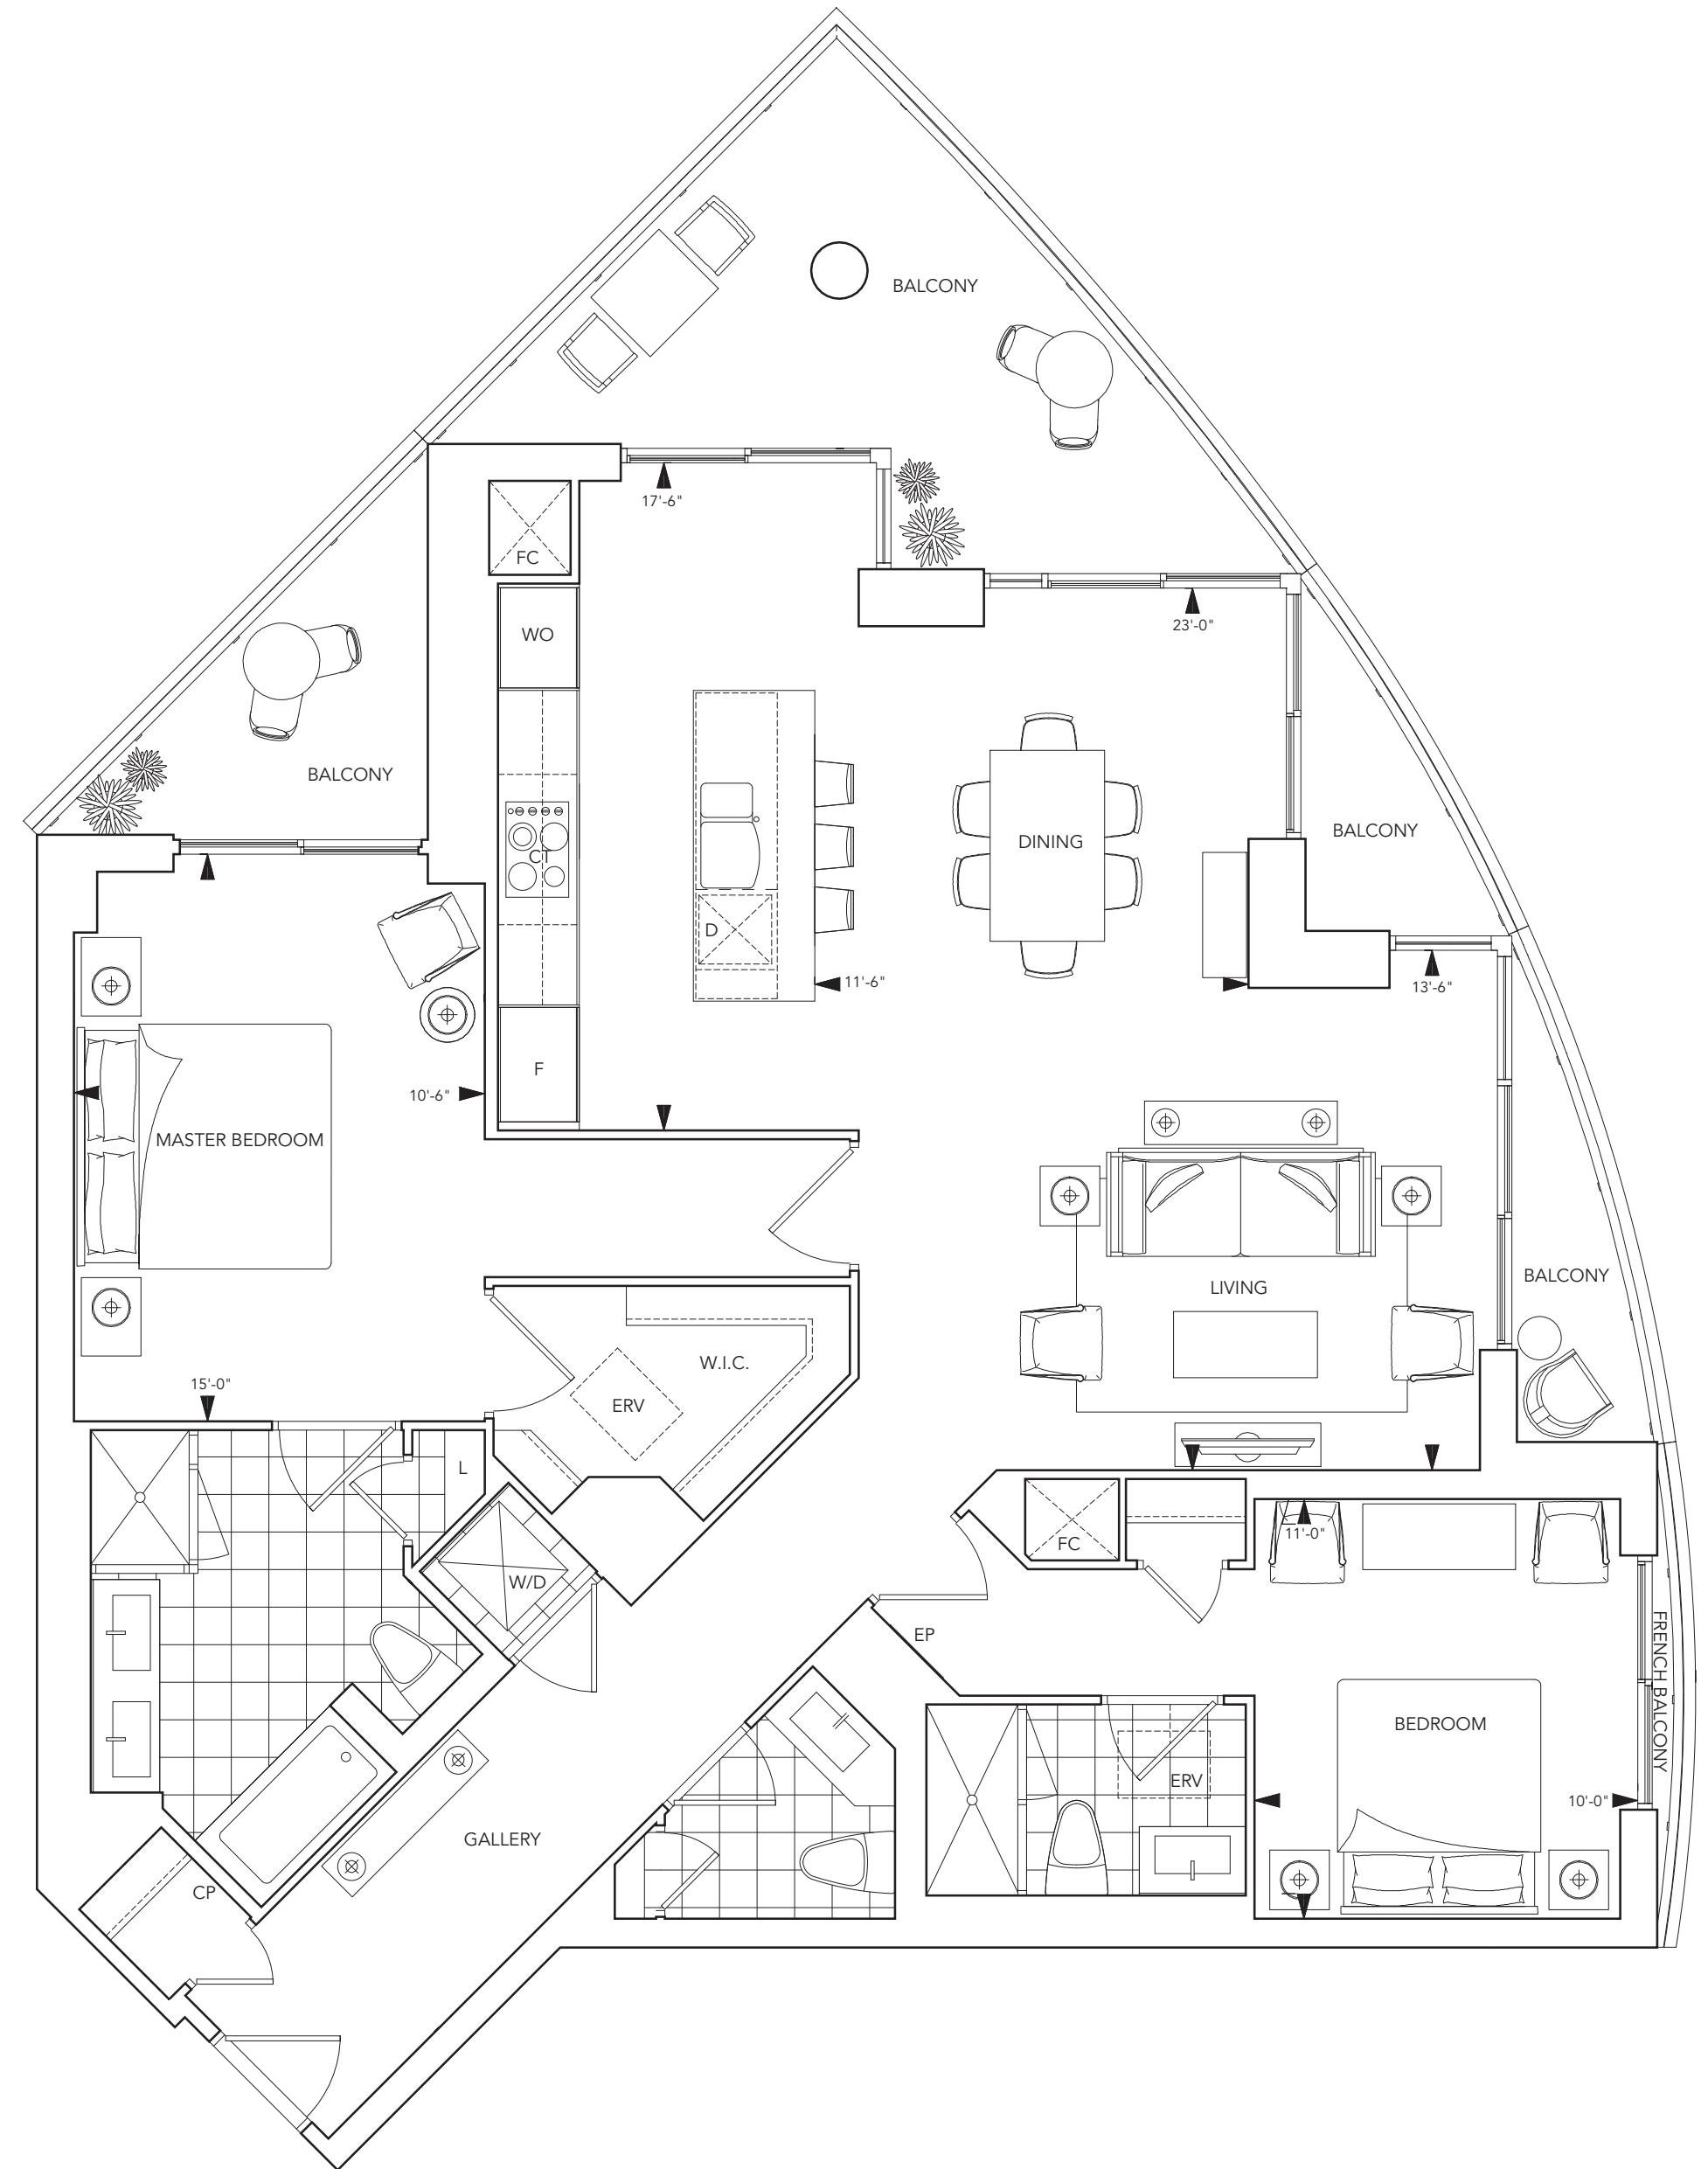 BALCONY
17'-6"
FC
23'-0"
WO
BALCONY
BALCONY
DINING
CT
D
11'-6"
13'-6"
F
10'-6"
MASTER BEDROOM
BALCONY
LIVING
W.I.C.
15'-0"
ERV
L
11'-0"
FC
W/D
EP
FRENCH BALCONY
BEDROOM
ERV
10'-0"
GALLERY
CP